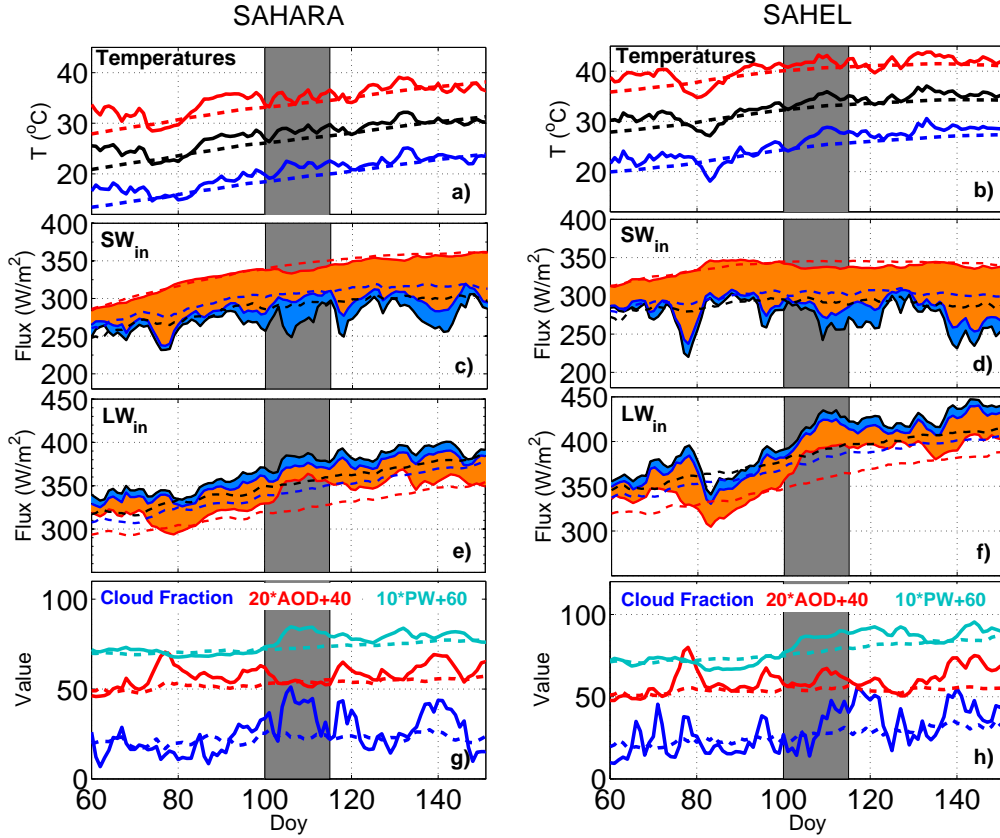 SAHARA
SAHEL
Temperatures
40
30
20
T (°C)
a)
Temperatures
40
30
20
T (°C)
b)
400
350
300
250
200
Flux (W/m²)
SWin
c)
400
350
300
250
200
180
Flux (W/m²)
SWin
d)
450
400
350
300
Flux (W/m²)
LWin
e)
450
400
350
300
Flux (W/m²)
LWin
f)
100
50
0
Value
Cloud Fraction 20*AOD+40 10*PW+60
g)
60 80 100 120 140
Doy
100
50
0
Value
Cloud Fraction 20*AOD+40 10*PW+60
h)
60 80 100 120 140
Doy